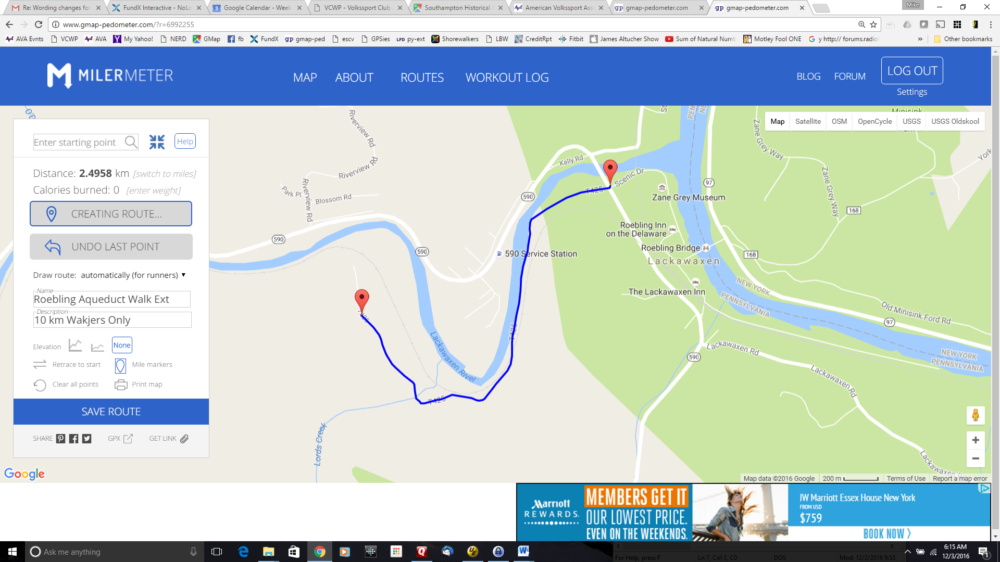 Re: Wording changes for
FundX Interactive - NoLo
Google Calendar - Week
VCWP - Volkssport Club
Southampton Historical
American Volkssport Ass
gmap-pedometer.com
gmap-pedometer.com
Mike
www.gmap-pedometer.com/?r=6992255
AVA Evnts
VCWP
AVA
My Yahoo!
NERD
GMap
fb
FundX
gmap-ped
escv
GPSies
py-ext
Shorewalkers
LBW
CreditRpt
Fitbit
James Altucher Show
Sum of Natural Numb
Motley Fool ONE
y http:// forums.radio
»
Other bookmarks
MILERMETER
MAP
ABOUT
ROUTES
WORKOUT LOG
BLOG
FORUM
LOG OUT
Settings
Map
Satellite
OSM
OpenCycle
USGS
USGS Oldskool
Enter starting point
Help
Distance: 2.4958 km [switch to miles]
Calories burned: 0 [enter weight]
CREATING ROUTE...
UNDO LAST POINT
Draw route: automatically (for runners)
Name
Roebling Aqueduct Walk Ext
Description
10 km Wakjers Only
Elevation
None
Retrace to start
Mile markers
Clear all points
Print map
SAVE ROUTE
SHARE
GPX
GET LINK
Google
Riverview Rd
Riverview Rd
Riverview Rd
Park Pl
Blossom Rd
590
590
590
590
Kelly Rd
Scenic Dr
T425
T425
T425
Zane Grey Museum
97
97
Zane Grey Way
Zane Grey Way
168
168
Minisink
York
Roebling Inn
on the Delaware
Roebling Bridge
Lackawaxen
590 Service Station
The Lackawaxen Inn
NEW YORK
PENNSYLVANIA
Old Minisink Ford Rd
NEW YORK
PENNSYLVANIA
Lackawaxen Rd
Lackawaxen Rd
Lackawaxen River
Lords Creek
Map data ©2016 Google
200 m
Terms of Use
Report a map error
Marriott
REWARDS.
MEMBERS GET IT
OUR LOWEST PRICE.
EVEN ON THE WEEKENDS.
JW Marriott Essex House New York
FROM USD
$759
BOOK NOW
Ask me anything
For Help, press F
Ln 7, Col 3, C0
DOS
Mod: 12/2/2016 9:53
6:15 AM
12/3/2016